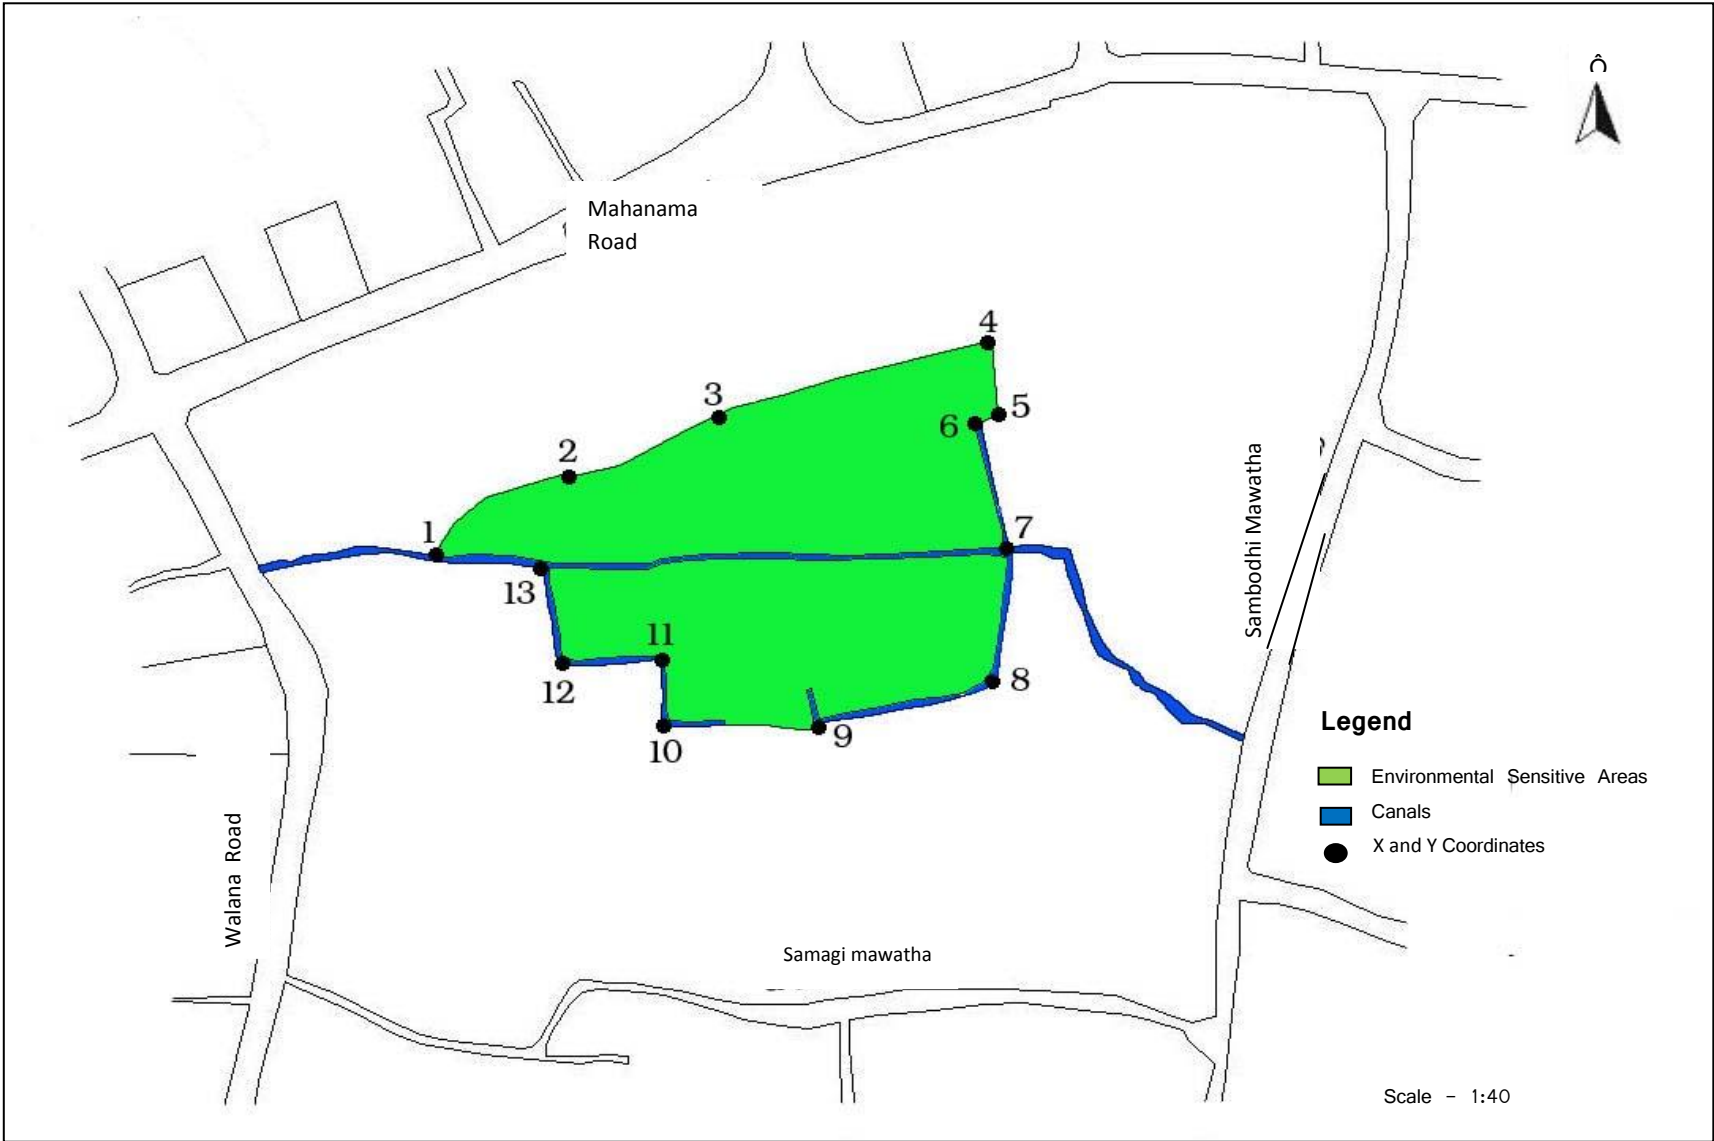 Ô
Mahanama
Road
4
3
5
6
2
1
7
13
11
12
8
10
9
Sambodhi Mawatha
Walana Road
Samagi mawatha
Legend
Environmental Sensitive Areas
Canals
X and Y Coordinates
Scale - 1:40